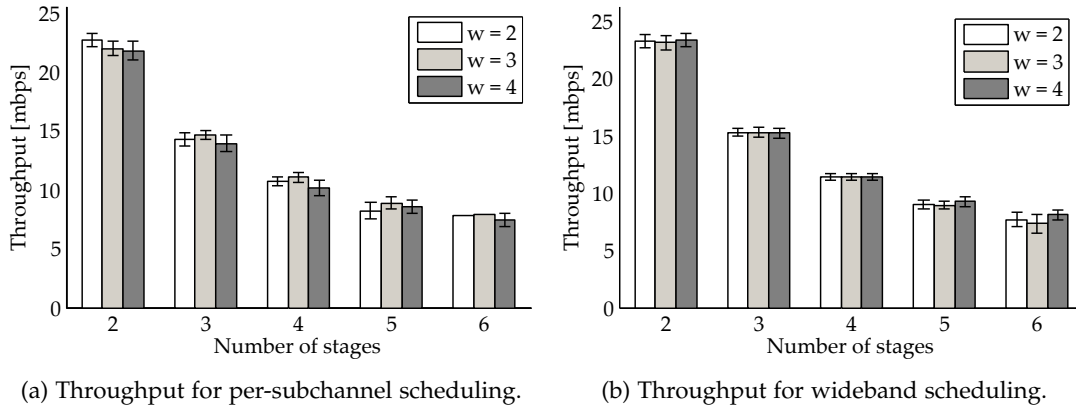 25
20
15
10
5
0
Throughput [mbps]
w = 2
w = 3
w = 4
2 3 4 5 6
Number of stages
(a) Throughput for per-subchannel scheduling.
25
20
15
10
5
0
Throughput [mbps]
w = 2
w = 3
w = 4
2 3 4 5 6
Number of stages
(b) Throughput for wideband scheduling.